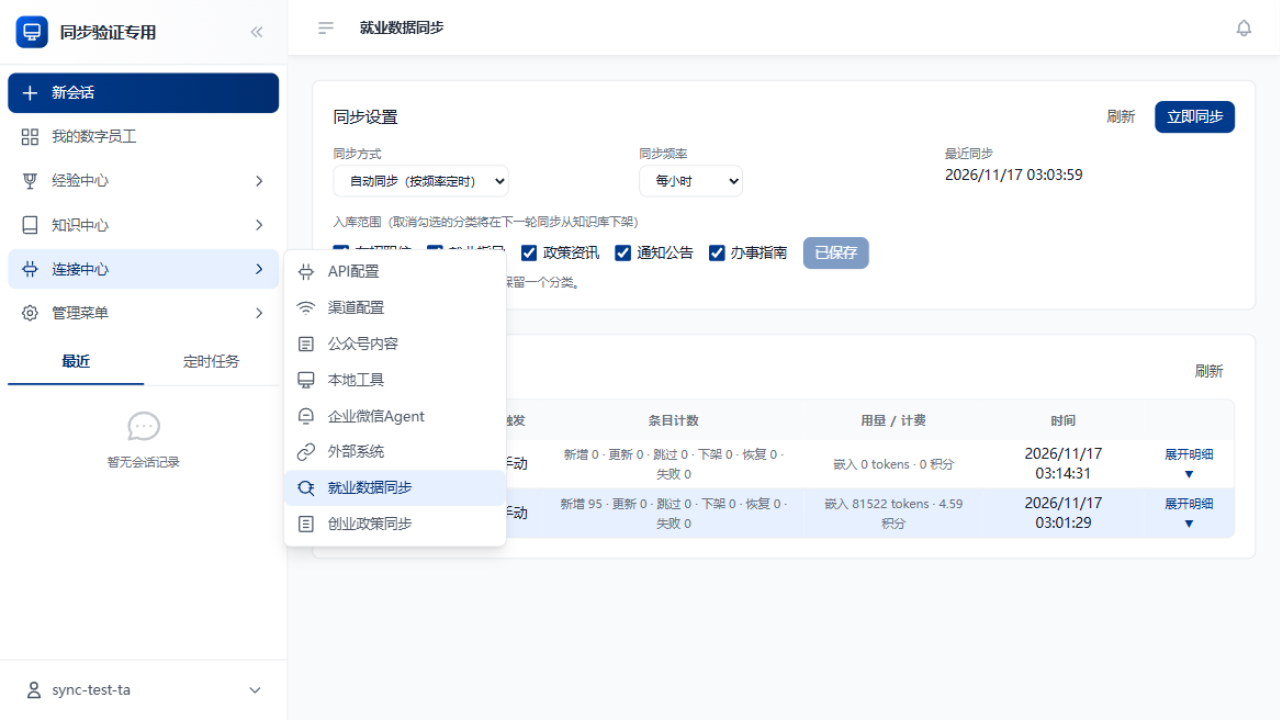 同步验证专用
新会话
我的数字员工
经验中心
知识中心
连接中心
管理菜单
最近
定时任务
暂无会话记录
sync-test-ta
就业数据同步
同步设置
刷新
立即同步
同步方式
同步频率
最近同步
自动同步（按频率定时）
每小时
2026/11/17 03:03:59
入库范围（取消勾选的分类将在下一轮同步从知识库下架）
政策资讯
通知公告
办事指南
已保存
保留一个分类。
API配置
渠道配置
公众号内容
本地工具
企业微信Agent
外部系统
就业数据同步
创业政策同步
刷新
触发
条目计数
用量 / 计费
时间
手动
新增 0 · 更新 0 · 跳过 0 · 下架 0 · 恢复 0 ·
失败 0
嵌入 0 tokens · 0 积分
2026/11/17
03:14:31
展开明细
▼
手动
新增 95 · 更新 0 · 跳过 0 · 下架 0 · 恢复 0 ·
失败 0
嵌入 81522 tokens · 4.59
积分
2026/11/17
03:01:29
展开明细
▼